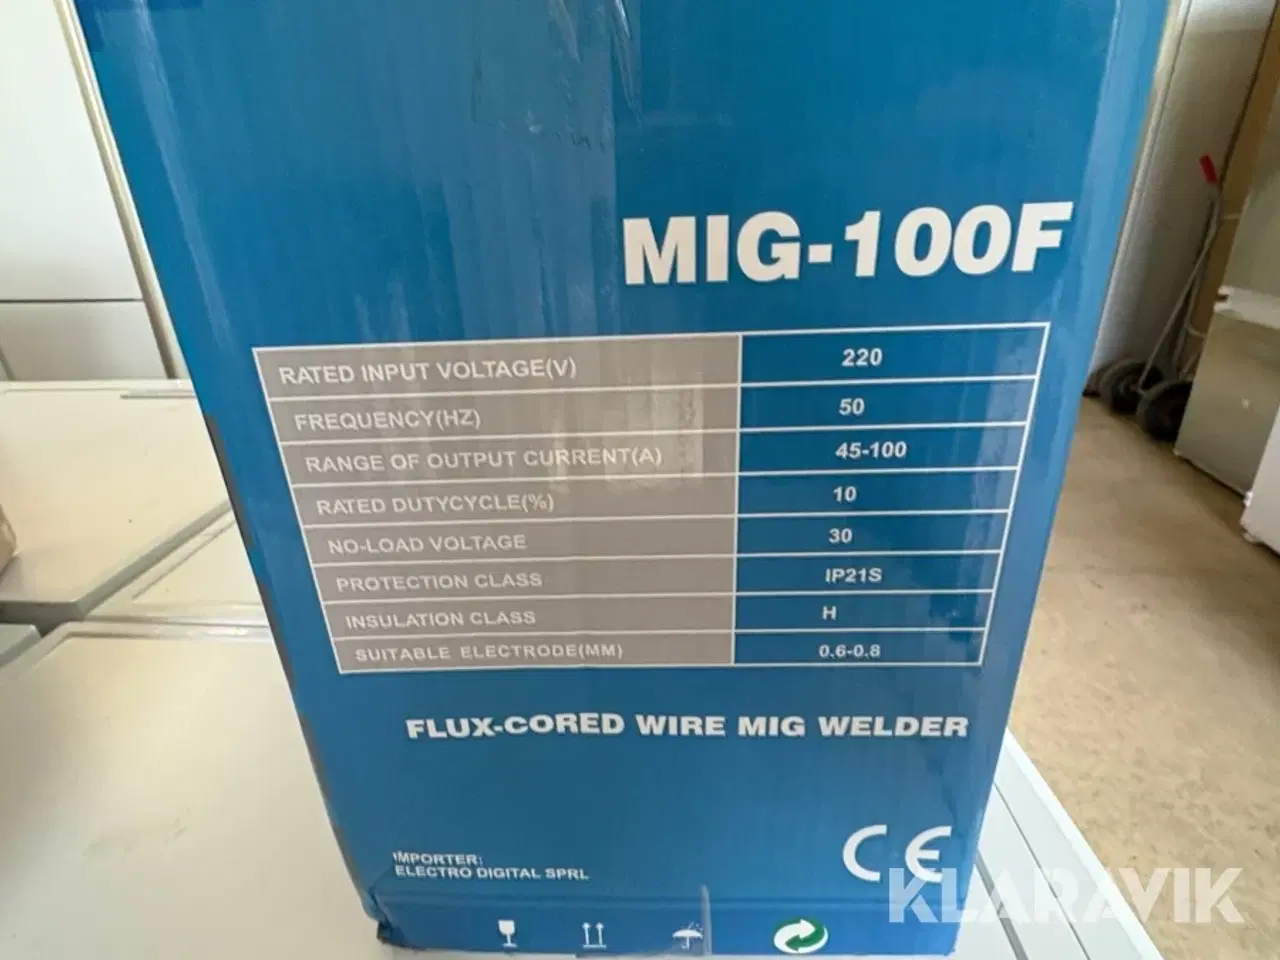 MIG-100F
RATED INPUT VOLTAGE(V) 220
FREQUENCY(HZ) 50
RANGE OF OUTPUT CURRENT(A) 45-100
RATED DUTYCYCLE(%) 10
NO-LOAD VOLTAGE 30
PROTECTION CLASS IP21S
INSULATION CLASS H
SUITABLE ELECTRODE(MM) 0.6-0.8
FLUX-CORED WIRE MIG WELDER
IMPORTER:
ELECTRO DIGITAL SPRL
CE
KLARAVIK